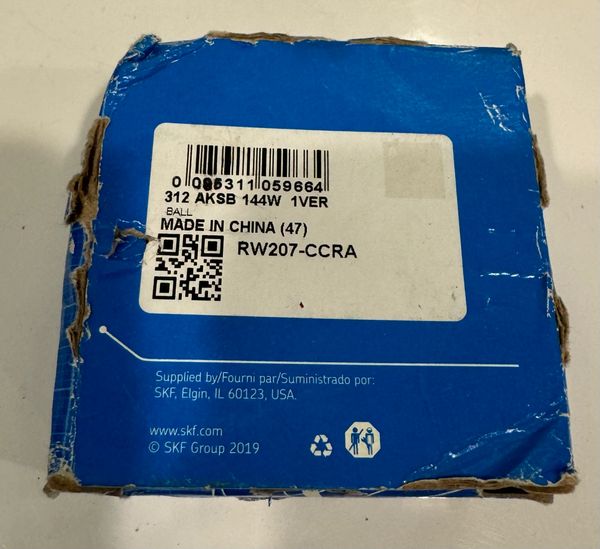 0 085311 059664
312 AKSB 144W 1VER
BALL
MADE IN CHINA (47)
RW207-CCRA
Supplied by/Fourni par/Suministrado por:
SKF, Elgin, IL 60123, USA.
www.skf.com
© SKF Group 2019